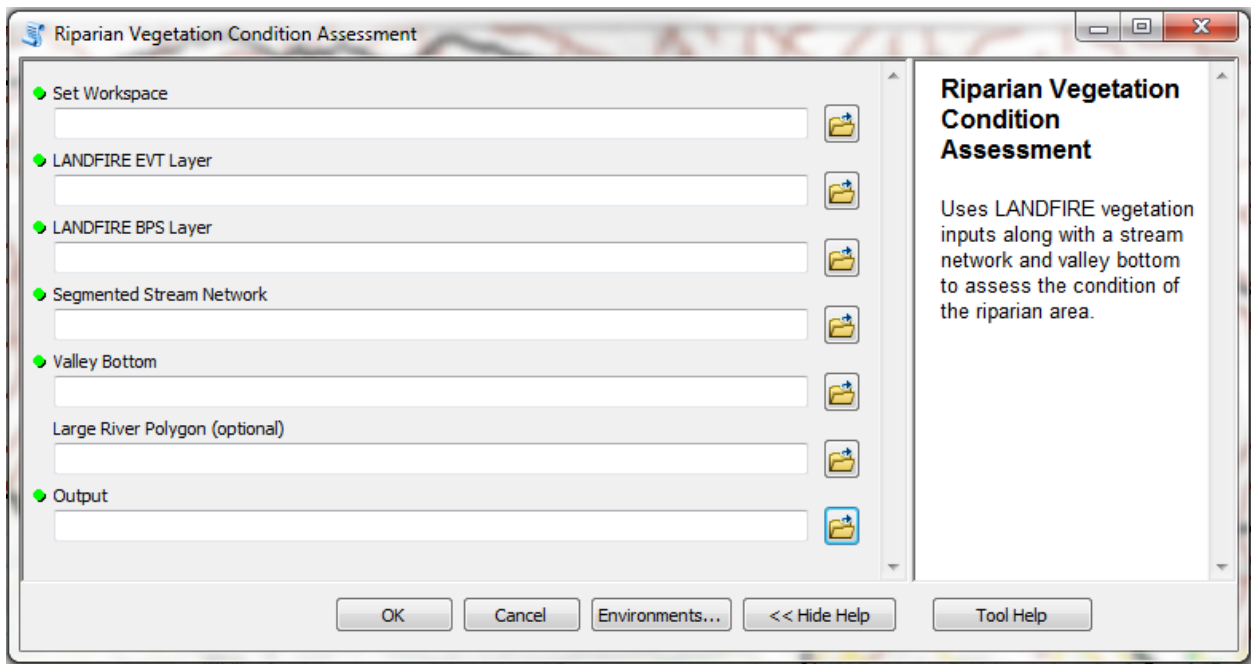 Riparian Vegetation Condition Assessment
Set Workspace
LANDFIRE EVT Layer
LANDFIRE BPS Layer
Segmented Stream Network
Valley Bottom
Large River Polygon (optional)
Output
Riparian Vegetation
Condition
Assessment
Uses LANDFIRE vegetation
inputs along with a stream
network and valley bottom
to assess the condition of
the riparian area.
OK Cancel Environments... << Hide Help Tool Help